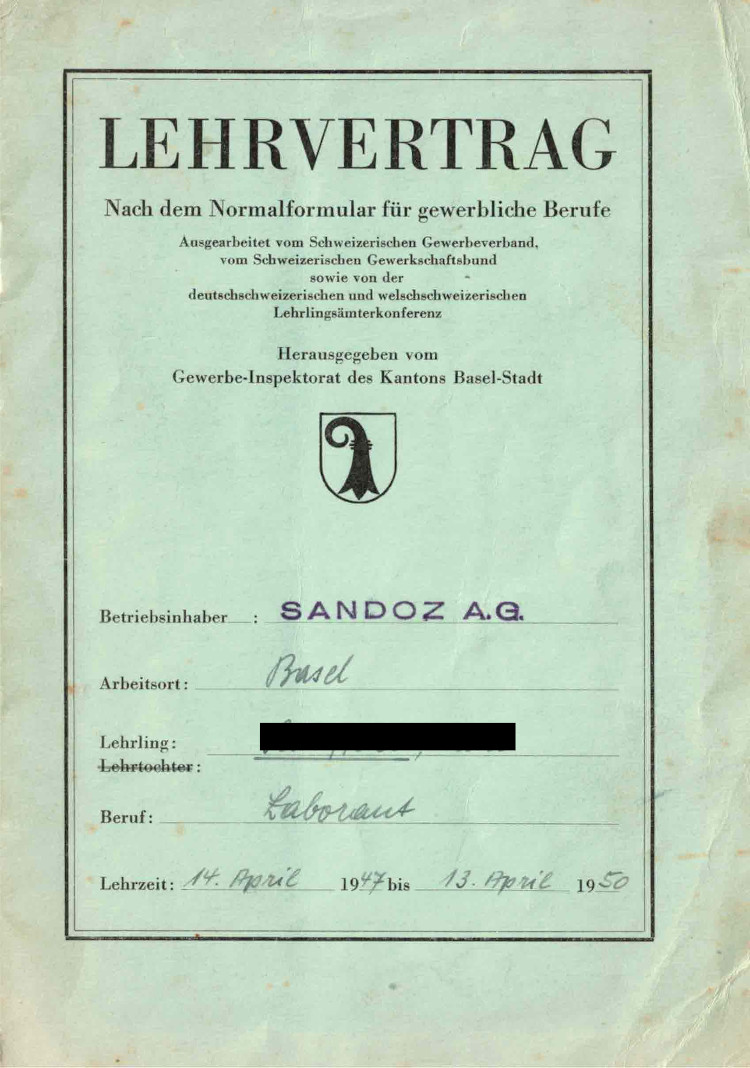 LEHRVERTRAG
Nach dem Normalformular für gewerbliche Berufe
Ausgearbeitet vom Schweizerischen Gewerbeverband,
vom Schweizerischen Gewerkschaftsbund
sowie von der
deutschschweizerischen und welschschweizerischen
Lehrlingsämterkonferenz
Herausgegeben vom
Gewerbe-Inspektorat des Kantons Basel-Stadt
Betriebsinhaber : SANDOZ A.G.
Arbeitsort: Basel
Lehrling:
Lehrtochter:
Beruf: Laborant
Lehrzeit: 14. April 1947 bis 13. April 1950